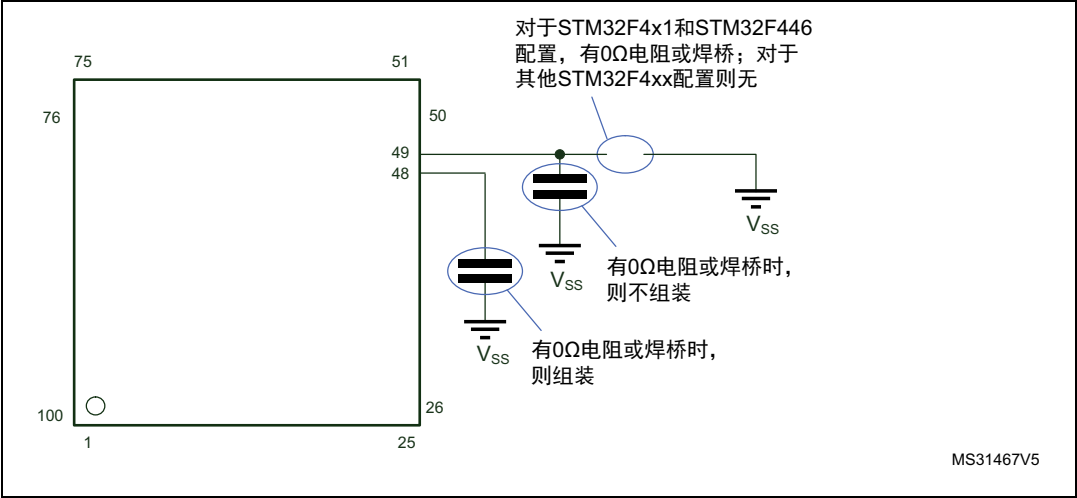 对于STM32F4x1和STM32F446
配置，有0Ω电阻或焊桥；对于
其他STM32F4xx配置则无
75
51
76
50
49
48
VSS
有0Ω电阻或焊桥时，
则不组装
VSS
有0Ω电阻或焊桥时，
则组装
VSS
100
26
1
25
MS31467V5